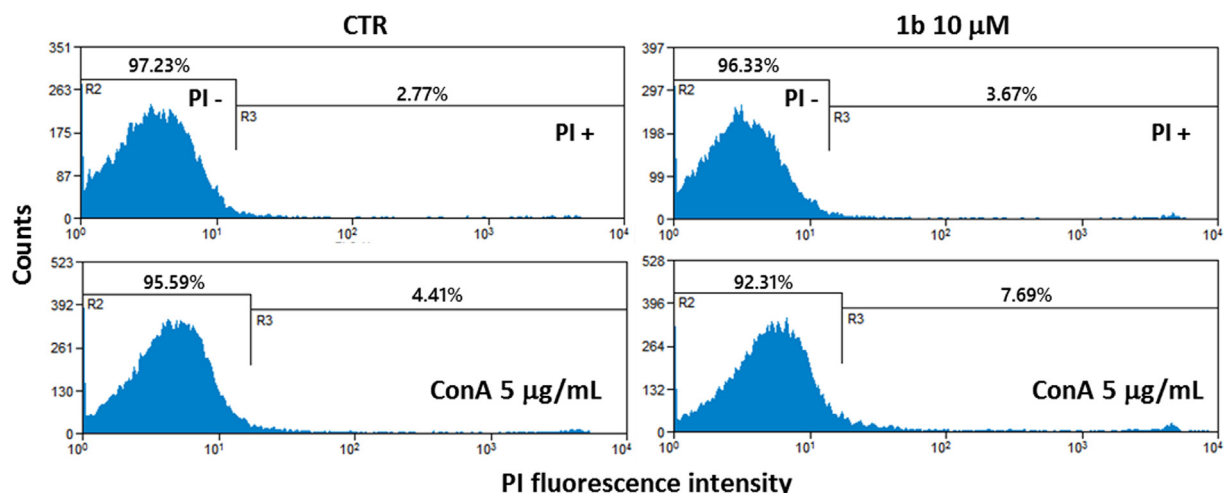 CTR
1b 10 µM
351
263
175
87
0
97.23%
R2
PI -
2.77%
R3
PI +
10⁰
10¹
10²
10³
10⁴
397
297
198
99
0
96.33%
R2
PI -
3.67%
R3
PI +
10⁰
10¹
10²
10³
10⁴
Counts
523
392
261
130
0
95.59%
R2
4.41%
R3
ConA 5 µg/mL
10⁰
10¹
10²
10³
10⁴
528
396
264
132
0
92.31%
R2
7.69%
R3
ConA 5 µg/mL
10⁰
10¹
10²
10³
10⁴
PI fluorescence intensity